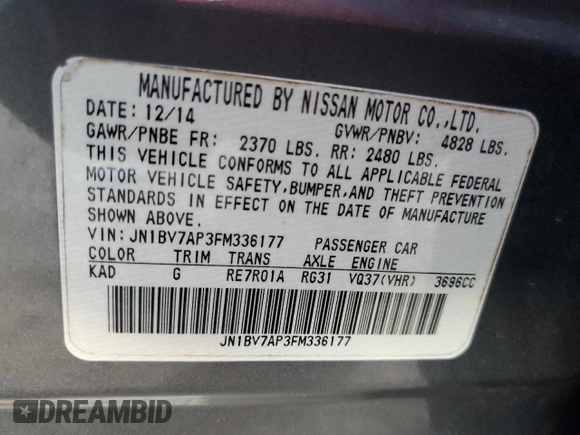 MANUFACTURED BY NISSAN MOTOR CO.,LTD.
DATE: 12/14 GVWR/PNBV: 4828 LBS.
GAWR/PNBE FR: 2370 LBS. RR: 2480 LBS.
THIS VEHICLE CONFORMS TO ALL APPLICABLE FEDERAL
MOTOR VEHICLE SAFETY,BUMPER,AND THEFT PREVENTION
STANDARDS IN EFFECT ON THE DATE OF MANUFACTURE
SHOWN ABOVE.
VIN:JN1BV7AP3FM336177 PASSENGER CAR
COLOR TRIM TRANS AXLE ENGINE
KAD G RE7R01A RG31 VQ37(VHR) 3696CC
JN1BV7AP3FM336177
DREAMBID